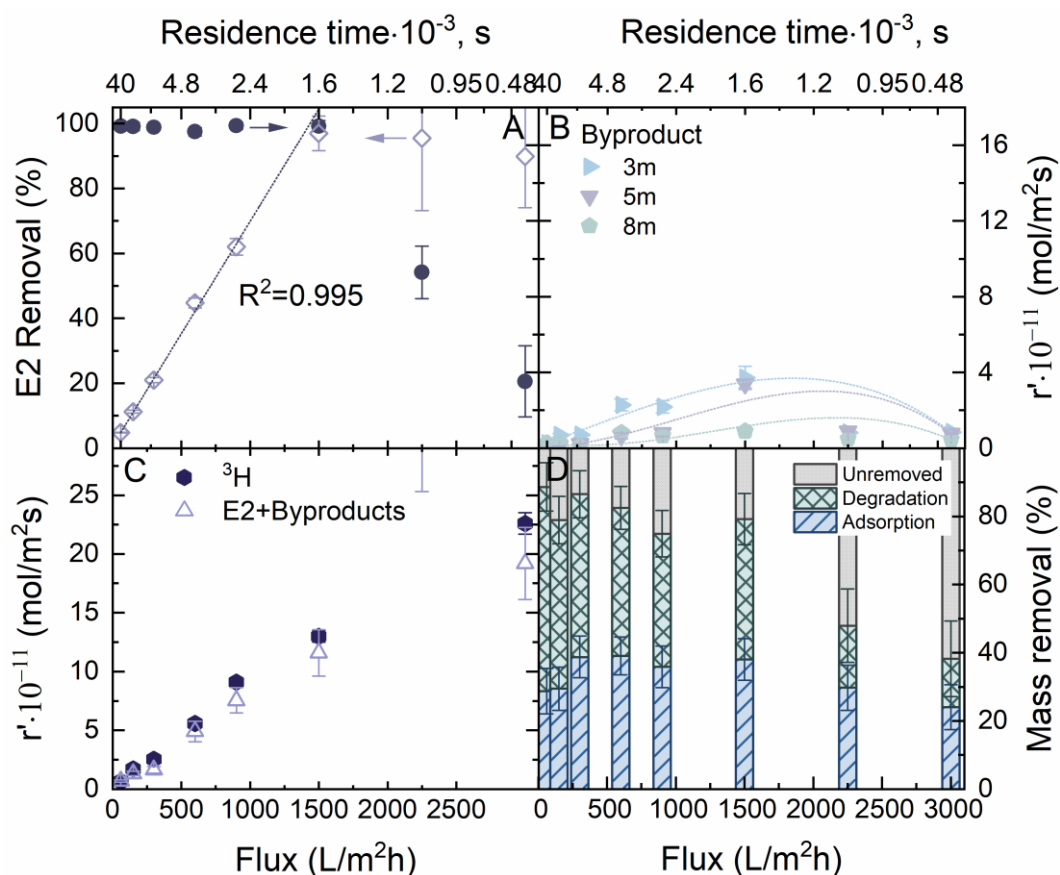 Residence time·10⁻³, s
Residence time·10⁻³, s
40 4.8 2.4 1.6 1.2 0.95 0.48
40 4.8 2.4 1.6 1.2 0.95 0.48
A
100
80
60
40
20
0
E2 Removal (%)
R²=0.995
B
Byproduct
3m
5m
8m
16
12
8
4
0
r'·10⁻¹¹ (mol/m²s)
C
³H
E2+Byproducts
25
20
15
10
5
0
r'·10⁻¹¹ (mol/m²s)
D
Unremoved
Degradation
Adsorption
80
60
40
20
0
Mass removal (%)
0 500 1000 1500 2000 2500
0 500 1000 1500 2000 2500 3000
Flux (L/m²h)
Flux (L/m²h)